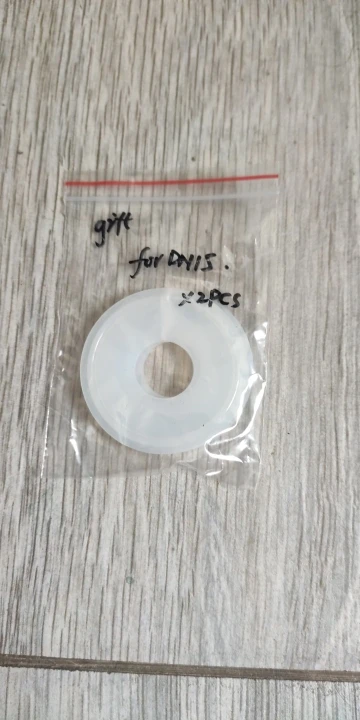 gift
for DN15.
x2PCS